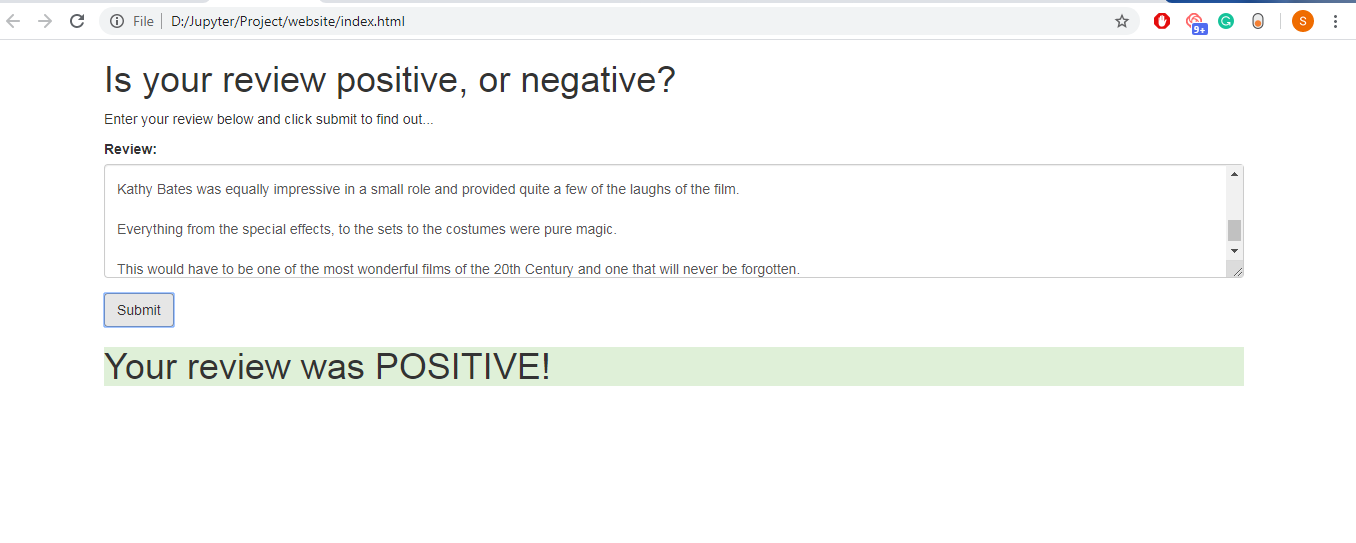 File
D:/Jupyter/Project/website/index.html
9+
S
Is your review positive, or negative?
Enter your review below and click submit to find out...
Review:
Kathy Bates was equally impressive in a small role and provided quite a few of the laughs of the film.
Everything from the special effects, to the sets to the costumes were pure magic.
This would have to be one of the most wonderful films of the 20th Century and one that will never be forgotten.
Submit
Your review was POSITIVE!